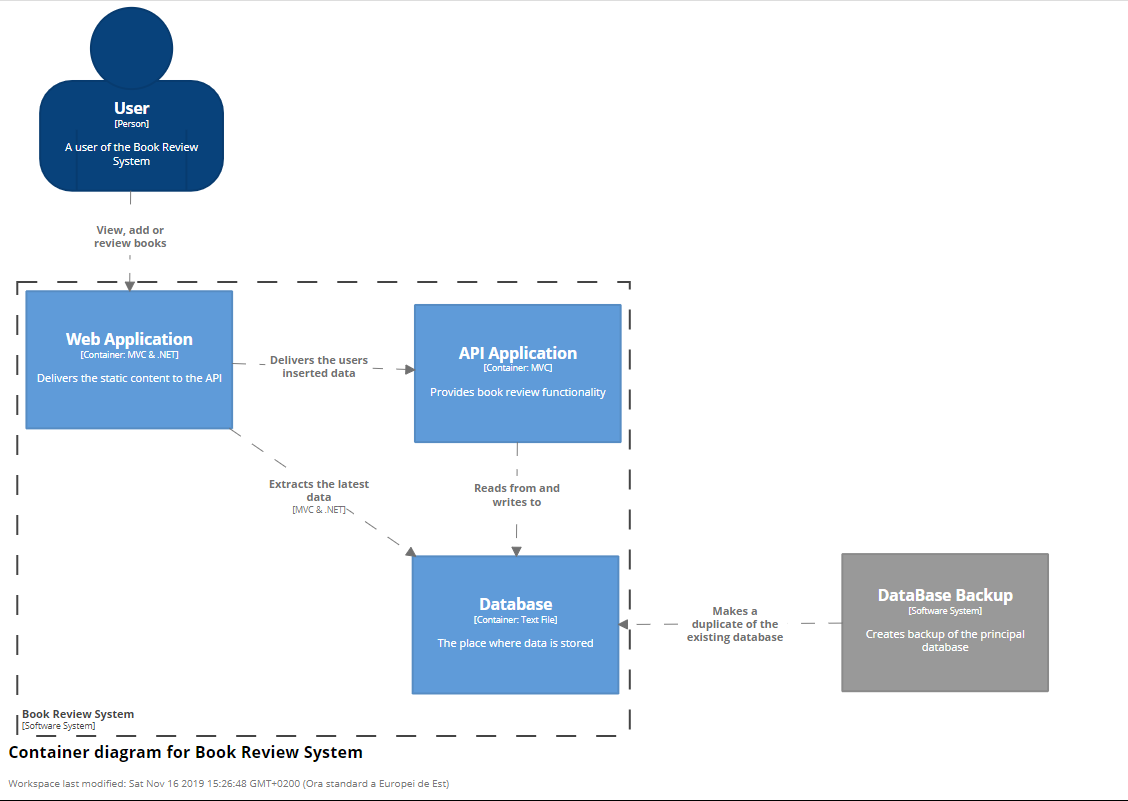 User
[Person]
A user of the Book Review
System
View, add or
review books
Web Application
[Container: MVC & .NET]
Delivers the static content to the API
Delivers the users
inserted data
API Application
[Container: MVC]
Provides book review functionality
Extracts the latest
data
[MVC & .NET]
Reads from and
writes to
Database
[Container: Text File]
The place where data is stored
Makes a
duplicate of the
existing database
DataBase Backup
[Software System]
Creates backup of the principal
database
Book Review System
[Software System]
Container diagram for Book Review System
Workspace last modified: Sat Nov 16 2019 15:26:48 GMT+0200 (Ora standard a Europei de Est)